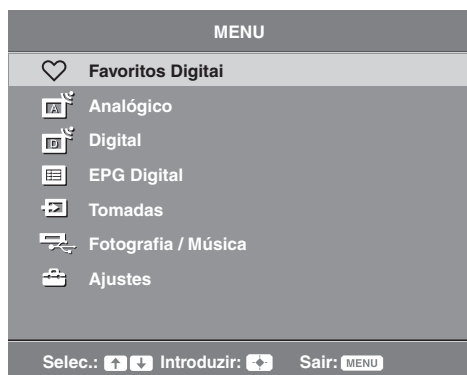 MENU
Favoritos Digitai
Analógico
Digital
EPG Digital
Tomadas
Fotografia / Música
Ajustes
Selec.: Introduzir: Sair: MENU